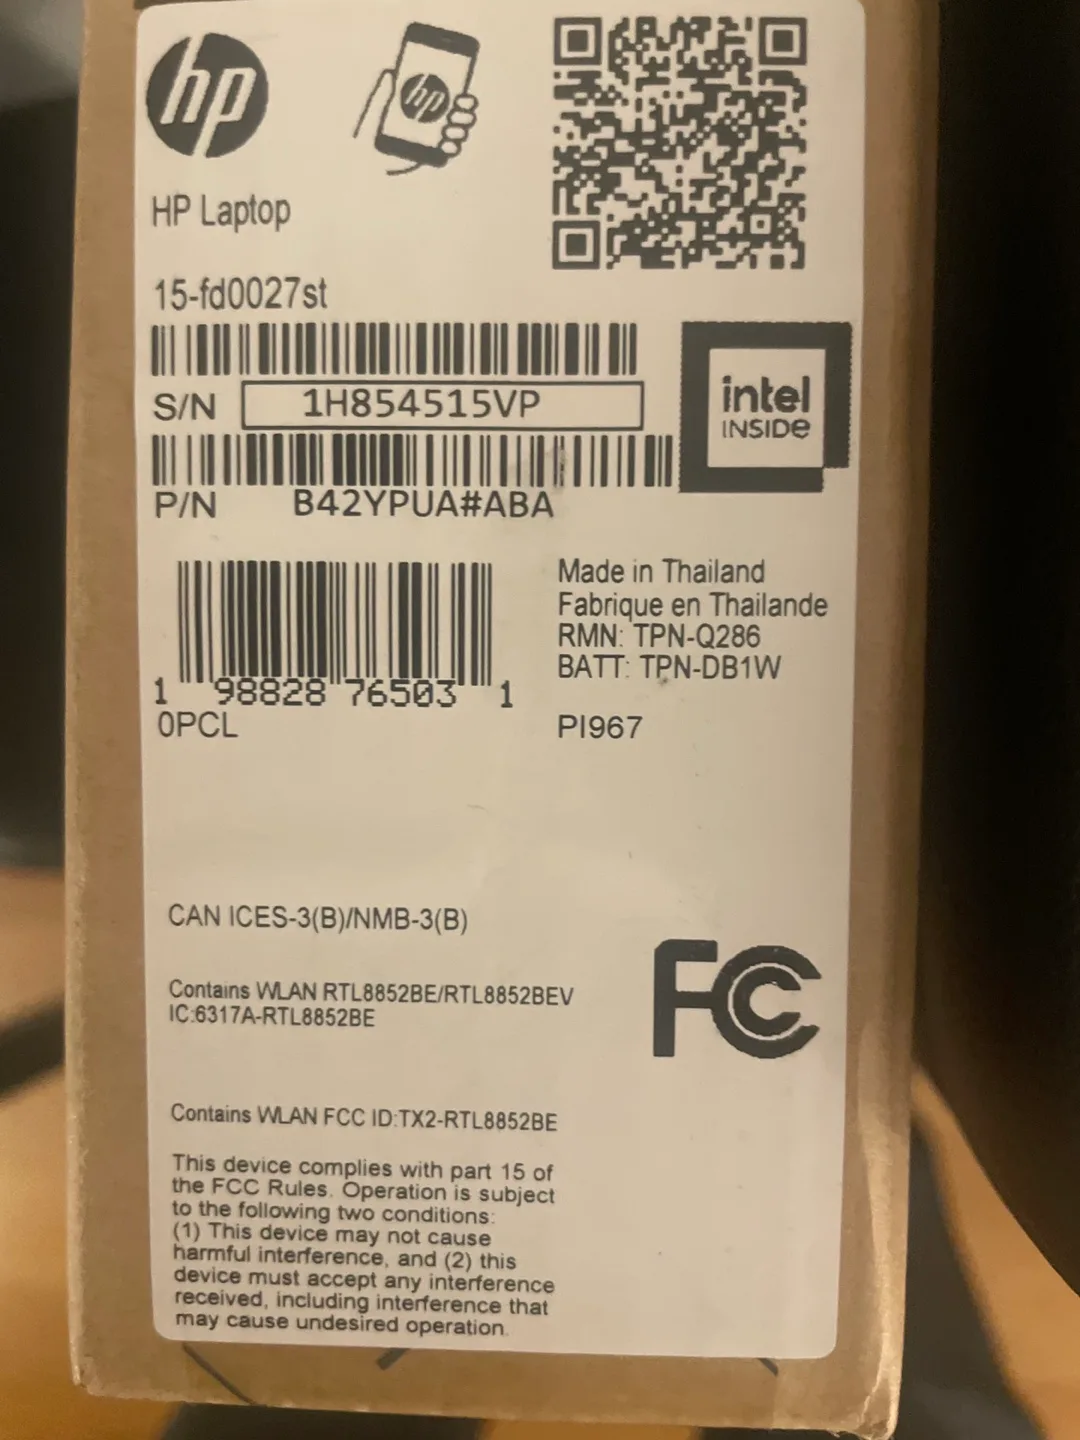 hp
hp
HP Laptop
15-fd0027st
S/N 1H854515VP
intel
INSIDe
P/N B42YPUA#ABA
Made in Thailand
Fabrique en Thailande
RMN: TPN-Q286
BATT: TPN-DB1W
1 98828 76503 1
0PCL
PI967
CAN ICES-3(B)/NMB-3(B)
Contains WLAN RTL8852BE/RTL8852BEV
IC:6317A-RTL8852BE
FC
Contains WLAN FCC ID:TX2-RTL8852BE
This device complies with part 15 of
the FCC Rules. Operation is subject
to the following two conditions:
(1) This device may not cause
harmful interference, and (2) this
device must accept any interference
received, including interference that
may cause undesired operation.